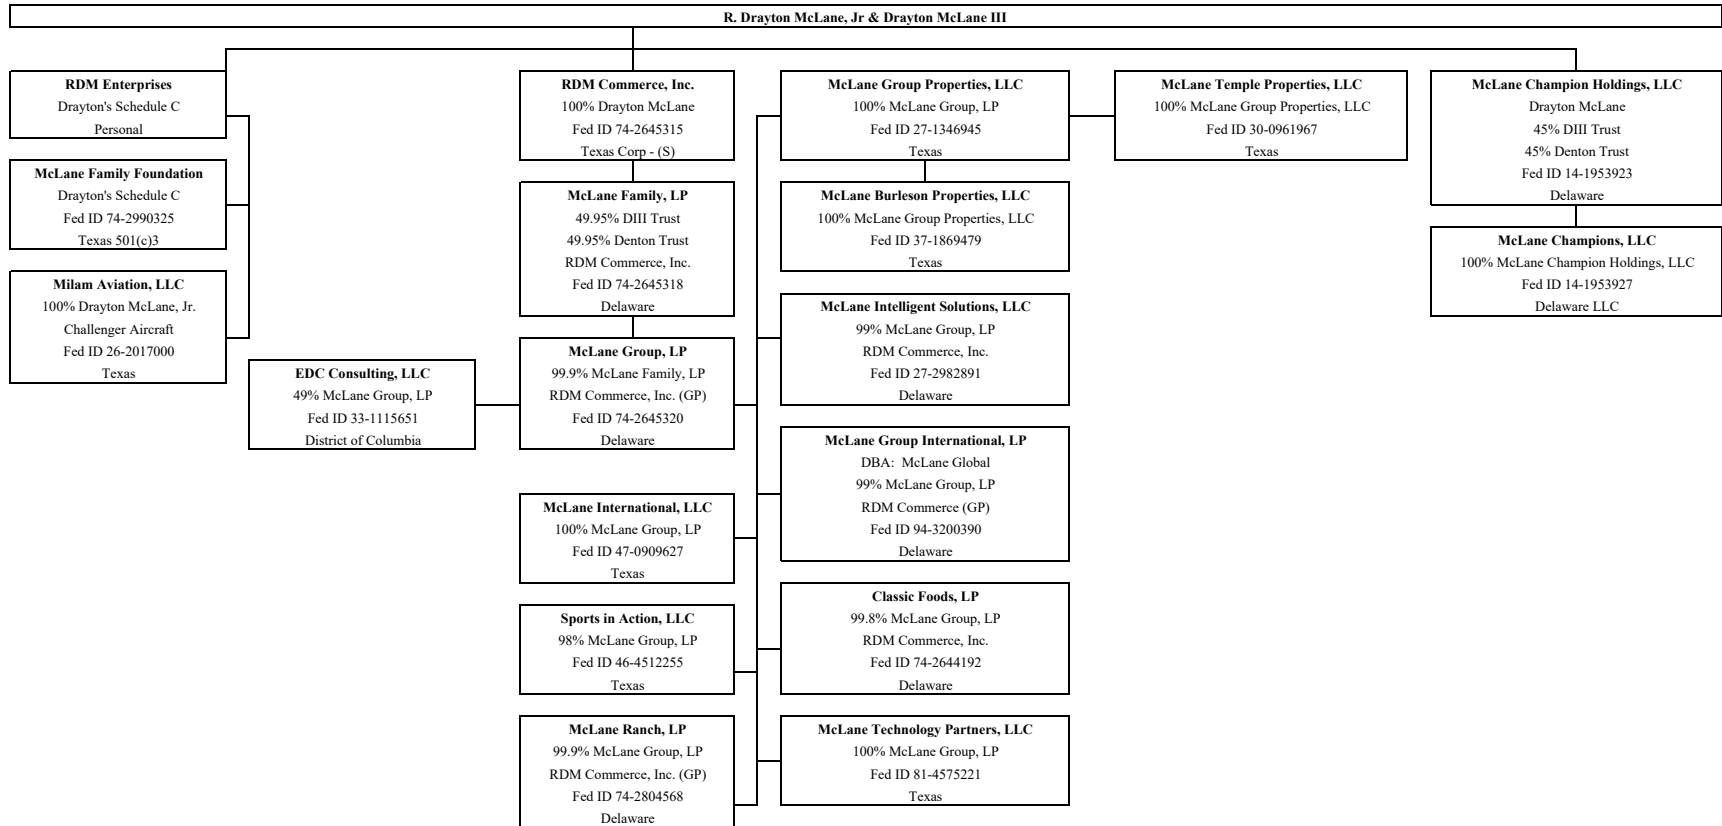 R. Drayton McLane, Jr & Drayton McLane III
RDM Enterprises
Drayton's Schedule C
Personal
McLane Family Foundation
Drayton's Schedule C
Fed ID 74-2990325
Texas 501(c)3
Milam Aviation, LLC
100% Drayton McLane, Jr.
Challenger Aircraft
Fed ID 26-2017000
Texas
EDC Consulting, LLC
49% McLane Group, LP
Fed ID 33-1115651
District of Columbia
RDM Commerce, Inc.
100% Drayton McLane
Fed ID 74-2645315
Texas Corp - (S)
McLane Family, LP
49.95% DIII Trust
49.95% Denton Trust
RDM Commerce, Inc.
Fed ID 74-2645318
Delaware
McLane Group, LP
99.9% McLane Family, LP
RDM Commerce, Inc. (GP)
Fed ID 74-2645320
Delaware
McLane International, LLC
100% McLane Group, LP
Fed ID 47-0909627
Texas
Sports in Action, LLC
98% McLane Group, LP
Fed ID 46-4512255
Texas
McLane Ranch, LP
99.9% McLane Group, LP
RDM Commerce, Inc. (GP)
Fed ID 74-2804568
Delaware
McLane Group Properties, LLC
100% McLane Group, LP
Fed ID 27-1346945
Texas
McLane Burleson Properties, LLC
100% McLane Group Properties, LLC
Fed ID 37-1869479
Texas
McLane Intelligent Solutions, LLC
99% McLane Group, LP
RDM Commerce, Inc.
Fed ID 27-2982891
Delaware
McLane Group International, LP
DBA:  McLane Global
99% McLane Group, LP
RDM Commerce (GP)
Fed ID 94-3200390
Delaware
Classic Foods, LP
99.8% McLane Group, LP
RDM Commerce, Inc.
Fed ID 74-2644192
Delaware
McLane Technology Partners, LLC
100% McLane Group, LP
Fed ID 81-4575221
Texas
McLane Temple Properties, LLC
100% McLane Group Properties, LLC
Fed ID 30-0961967
Texas
McLane Champion Holdings, LLC
Drayton McLane
45% DIII Trust
45% Denton Trust
Fed ID 14-1953923
Delaware
McLane Champions, LLC
100% McLane Champion Holdings, LLC
Fed ID 14-1953927
Delaware LLC